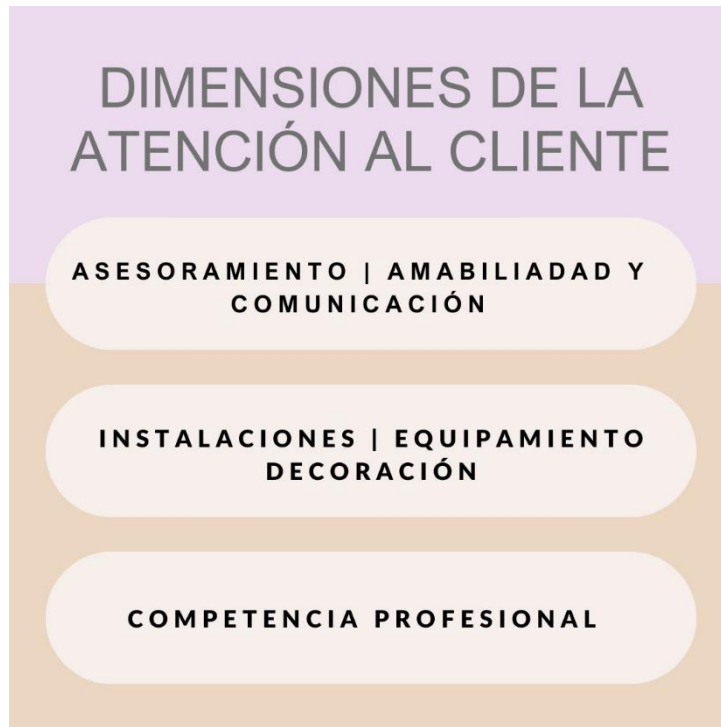 DIMENSIONES DE LA
ATENCIÓN AL CLIENTE
ASESORAMIENTO | AMABILIADAD Y
COMUNICACIÓN
INSTALACIONES | EQUIPAMIENTO
DECORACIÓN
COMPETENCIA PROFESIONAL